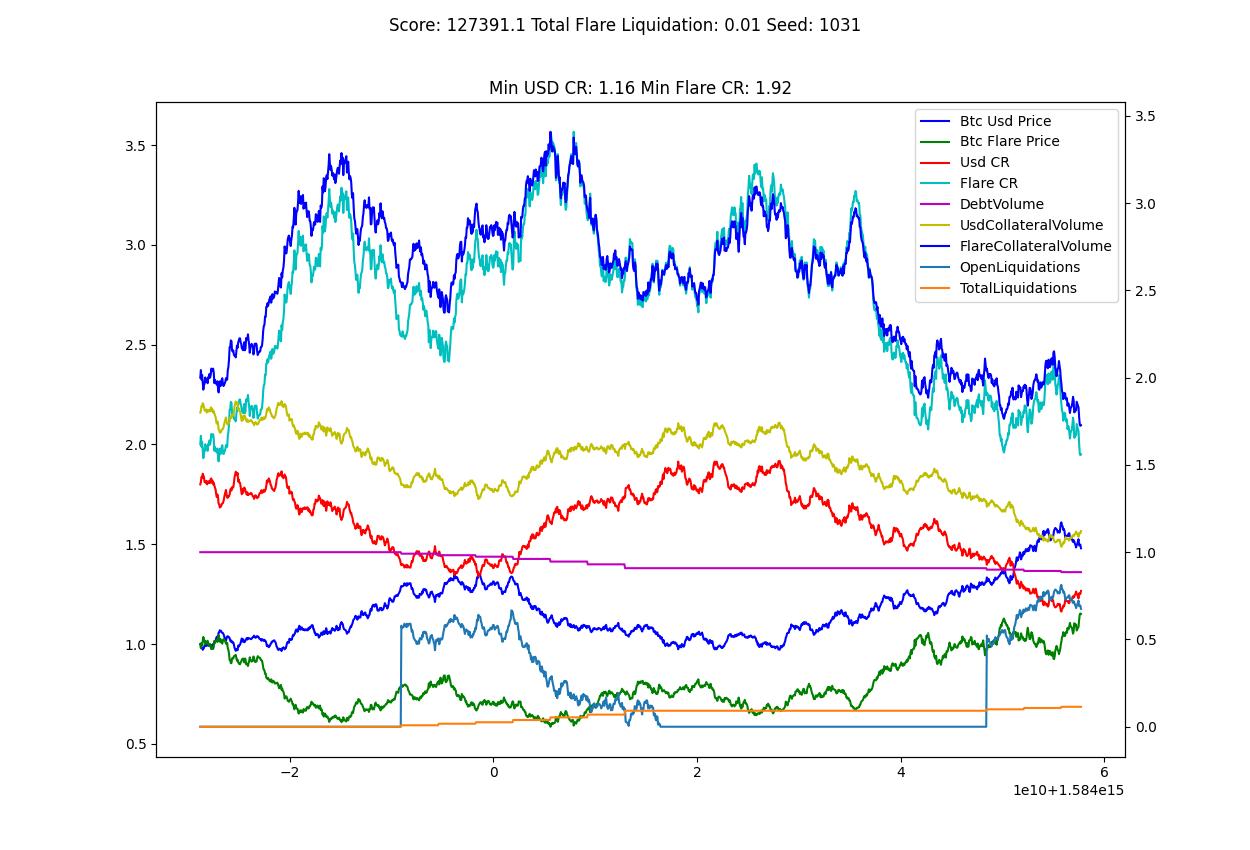 Score: 127391.1 Total Flare Liquidation: 0.01 Seed: 1031
Min USD CR: 1.16 Min Flare CR: 1.92
Btc Usd Price
Btc Flare Price
Usd CR
Flare CR
DebtVolume
UsdCollateralVolume
FlareCollateralVolume
OpenLiquidations
TotalLiquidations
3.5
3.0
2.5
2.0
1.5
1.0
0.5
3.5
3.0
2.5
2.0
1.5
1.0
0.5
0.0
−2
0
2
4
6
1e10+1.584e15